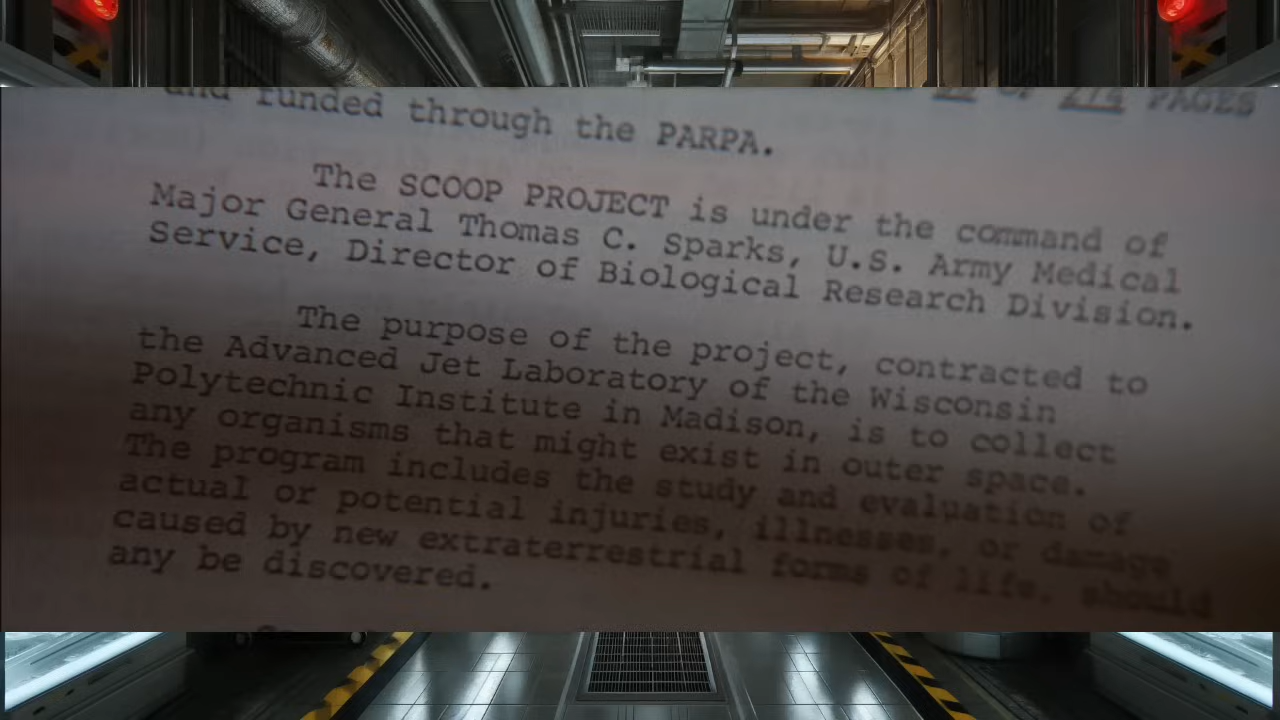 and funded through the PARPA.
OF 274 PAGES
The SCOOP PROJECT is under the command of
Major General Thomas C. Sparks, U.S. Army Medical
Service, Director of Biological Research Division.
The purpose of the project, contracted to
the Advanced Jet Laboratory of the Wisconsin
Polytechnic Institute in Madison, is to collect
any organisms that might exist in outer space.
The program includes the study and evaluation of
actual or potential injuries, illnesses, or damage
caused by new extraterrestrial forms of life, should
any be discovered.